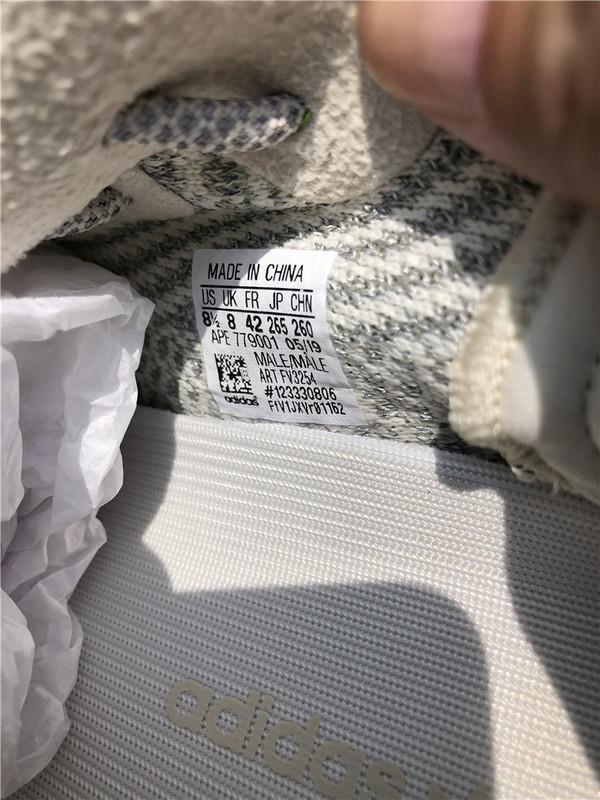 MADE IN CHINA
US UK FR JP CHN
8½ 8 42 265 260
APE 779001 05/19
MALE/MALE
ART FV3254
#123330806
FfV1JXVr01162
adidas
adidas